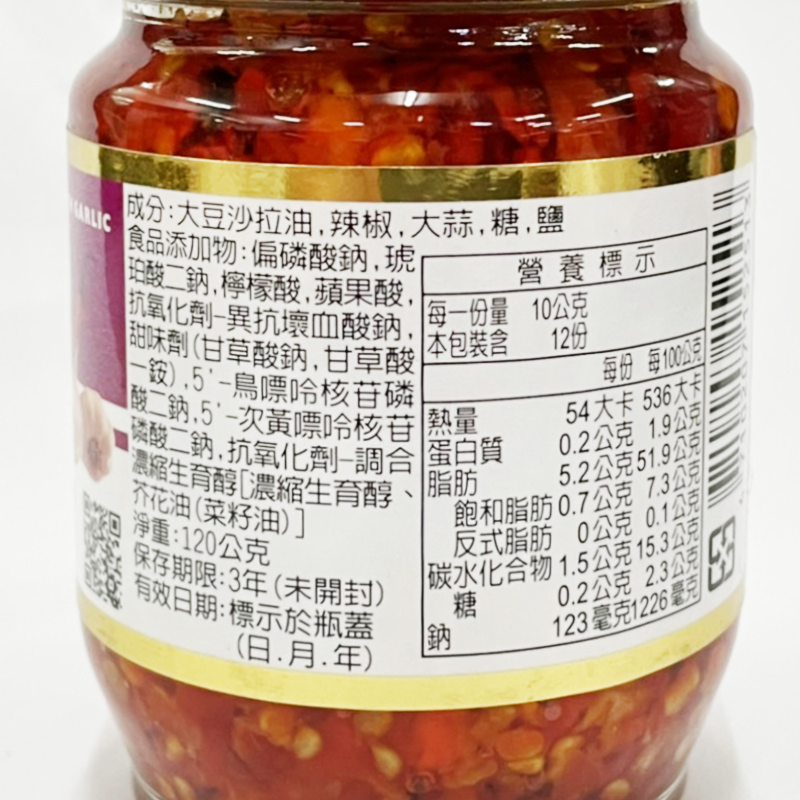 GARLIC
成分:大豆沙拉油,辣椒,大蒜,糖,鹽
食品添加物:偏磷酸鈉,琥
珀酸二鈉,檸檬酸,蘋果酸,
抗氧化劑-異抗壞血酸鈉,
甜味劑(甘草酸鈉,甘草酸
一銨),5'-鳥嘌呤核苷磷
酸二鈉,5'-次黃嘌呤核苷
磷酸二鈉,抗氧化劑-調合
濃縮生育醇[濃縮生育醇、
芥花油(菜籽油)]
淨重:120公克
保存期限:3年(未開封)
有效日期:標示於瓶蓋
(日.月.年)
營養標示
每一份量 10公克
本包裝含 12份
每份 每100公克
熱量 54大卡 536大卡
蛋白質 0.2公克 1.9公克
脂肪 5.2公克 51.9公克
飽和脂肪 0.7公克 7.3公克
反式脂肪 0公克 0.1公克
碳水化合物 1.5公克 15.3公克
糖 0.2公克 2.3公克
鈉 123毫克 1226毫克